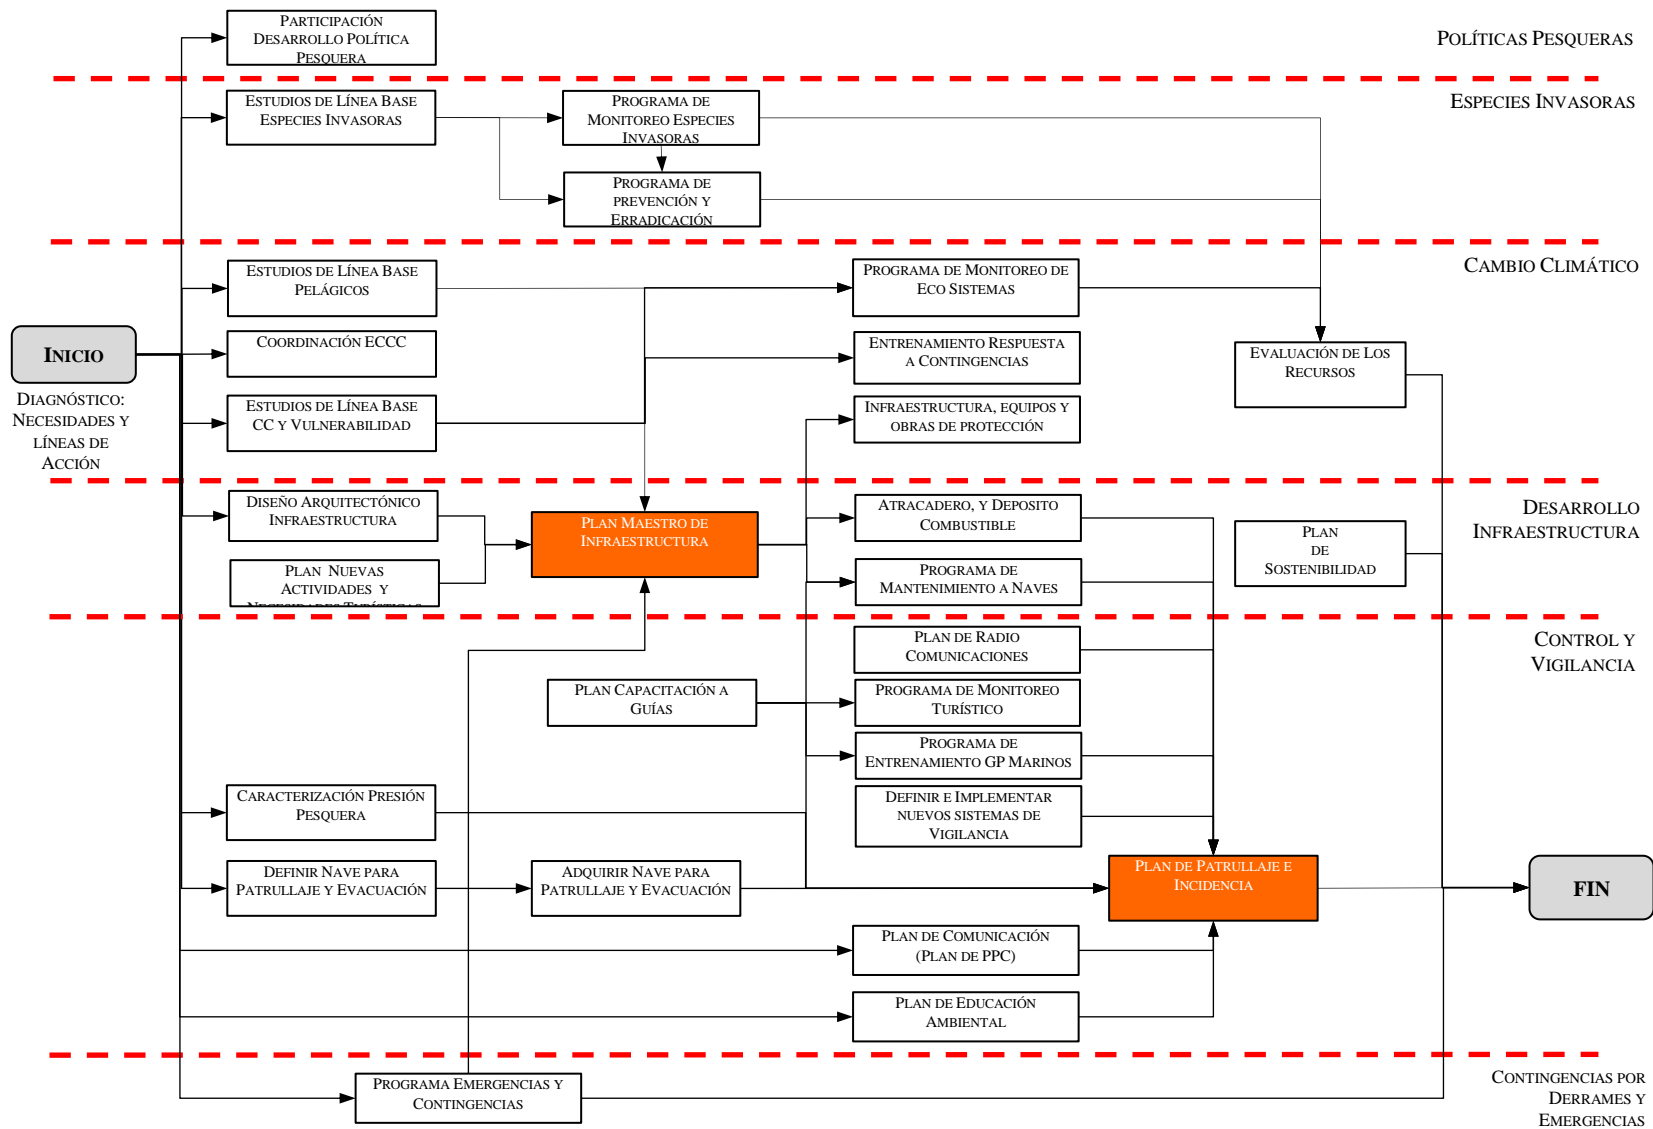 PARTICIPACIÓN
DESARROLLO POLÍTICA
PESQUERA
POLÍTICAS PESQUERAS
ESTUDIOS DE LÍNEA BASE
ESPECIES INVASORAS
PROGRAMA DE
MONITOREO ESPECIES
INVASORAS
ESPECIES INVASORAS
PROGRAMA DE
PREVENCIÓN Y
ERRADICACIÓN
CAMBIO CLIMÁTICO
ESTUDIOS DE LÍNEA BASE
PELÁGICOS
PROGRAMA DE MONITOREO DE
ECO SISTEMAS
INICIO
DIAGNÓSTICO:
NECESIDADES Y
LÍNEAS DE
ACCIÓN
COORDINACIÓN ECCC
ENTRENAMIENTO RESPUESTA
A CONTINGENCIAS
EVALUACIÓN DE LOS
RECURSOS
ESTUDIOS DE LÍNEA BASE
CC Y VULNERABILIDAD
INFRAESTRUCTURA, EQUIPOS Y
OBRAS DE PROTECCIÓN
DISEÑO ARQUITECTÓNICO
INFRAESTRUCTURA
PLAN MAESTRO DE
INFRAESTRUCTURA
ATRACADERO, Y DEPOSITO
COMBUSTIBLE
DESARROLLO
INFRAESTRUCTURA
PLAN
DE
SOSTENIBILIDAD
PLAN NUEVAS
ACTIVIDADES Y
NECESIDADES TURÍSTICAS
PROGRAMA DE
MANTENIMIENTO A NAVES
PLAN DE RADIO
COMUNICACIONES
CONTROL Y
VIGILANCIA
PLAN CAPACITACIÓN A
GUÍAS
PROGRAMA DE MONITOREO
TURÍSTICO
PROGRAMA DE
ENTRENAMIENTO GP MARINOS
CARACTERIZACIÓN PRESIÓN
PESQUERA
DEFINIR E IMPLEMENTAR
NUEVOS SISTEMAS DE
VIGILANCIA
DEFINIR NAVE PARA
PATRULLAJE Y EVACUACIÓN
ADQUIRIR NAVE PARA
PATRULLAJE Y EVACUACIÓN
PLAN DE PATRULLAJE E
INCIDENCIA
FIN
PLAN DE COMUNICACIÓN
(PLAN DE PPC)
PLAN DE EDUCACIÓN
AMBIENTAL
PROGRAMA EMERGENCIAS Y
CONTINGENCIAS
CONTINGENCIAS POR
DERRAMES Y
EMERGENCIAS